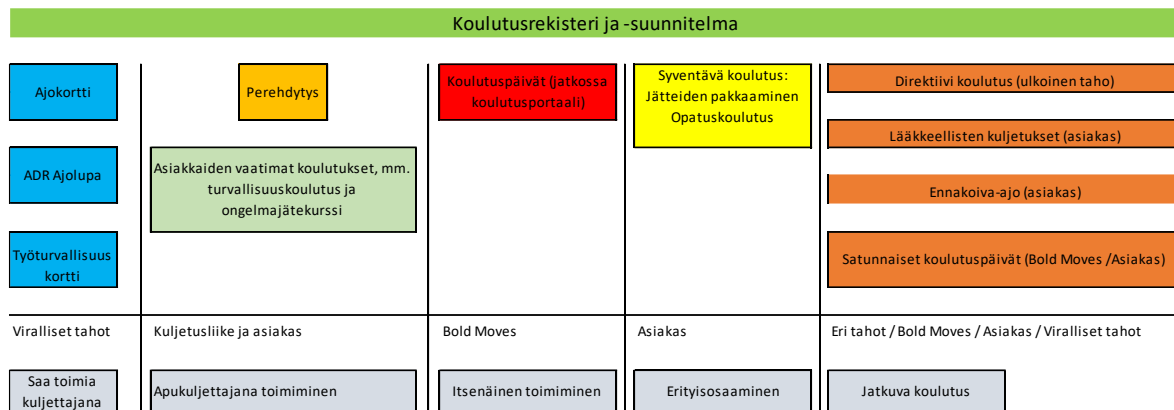 Koulutusrekisteri ja -suunnitelma
Ajokortti
Perehdytys
Koulutuspäivät (jatkossa
koulutusportaali)
Syventävä koulutus:
Jätteiden pakkaaminen
Opatuskoulutus
Direktiivi koulutus (ulkoinen taho)
Lääkkeellisten kuljetukset (asiakas)
ADR Ajolupa
Asiakkaiden vaatimat koulutukset, mm.
turvallisuuskoulutus ja
ongelmajätekurssi
Ennakoiva-ajo (asiakas)
Työturvallisuus
kortti
Satunnaiset koulutuspäivät (Bold Moves /Asiakas)
Viralliset tahot
Kuljetusliike ja asiakas
Bold Moves
Asiakas
Eri tahot / Bold Moves / Asiakas / Viralliset tahot
Saa toimia
kuljettajana
Apukuljettajana toimiminen
Itsenäinen toimiminen
Erityisosaaminen
Jatkuva koulutus